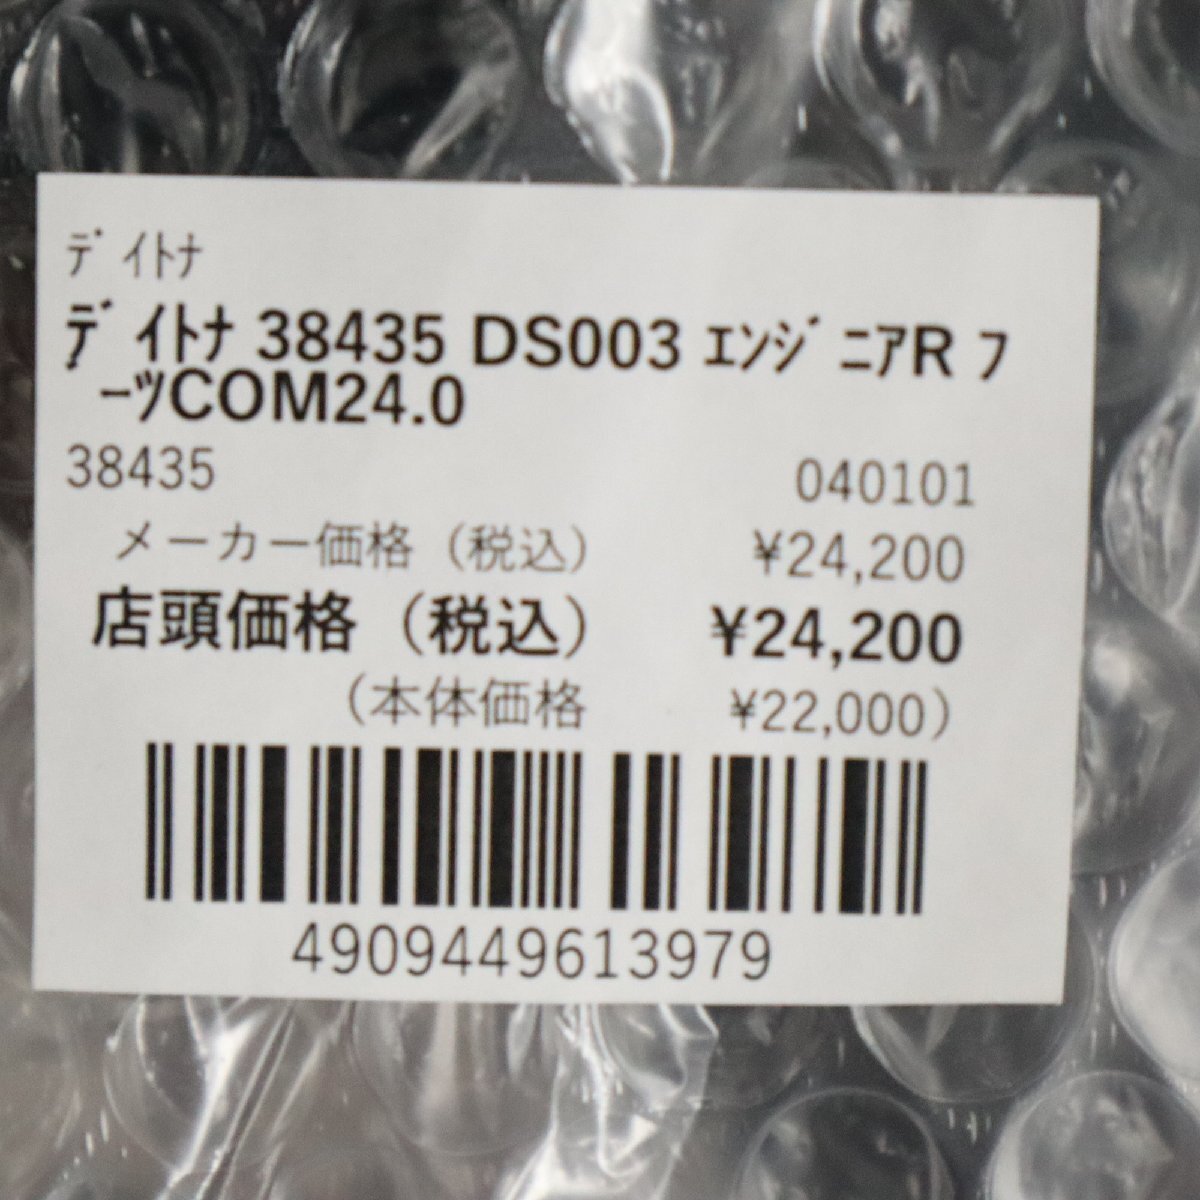 ﾃﾞｲﾄﾅ
ﾃﾞｲﾄﾅ 38435 DS003 ｴﾝｼﾞﾆｱR ﾌ
ｰﾂCOM24.0
38435 040101
メーカー価格（税込） ¥24,200
店頭価格（税込） ¥24,200
（本体価格 ¥22,000）
4909449613979